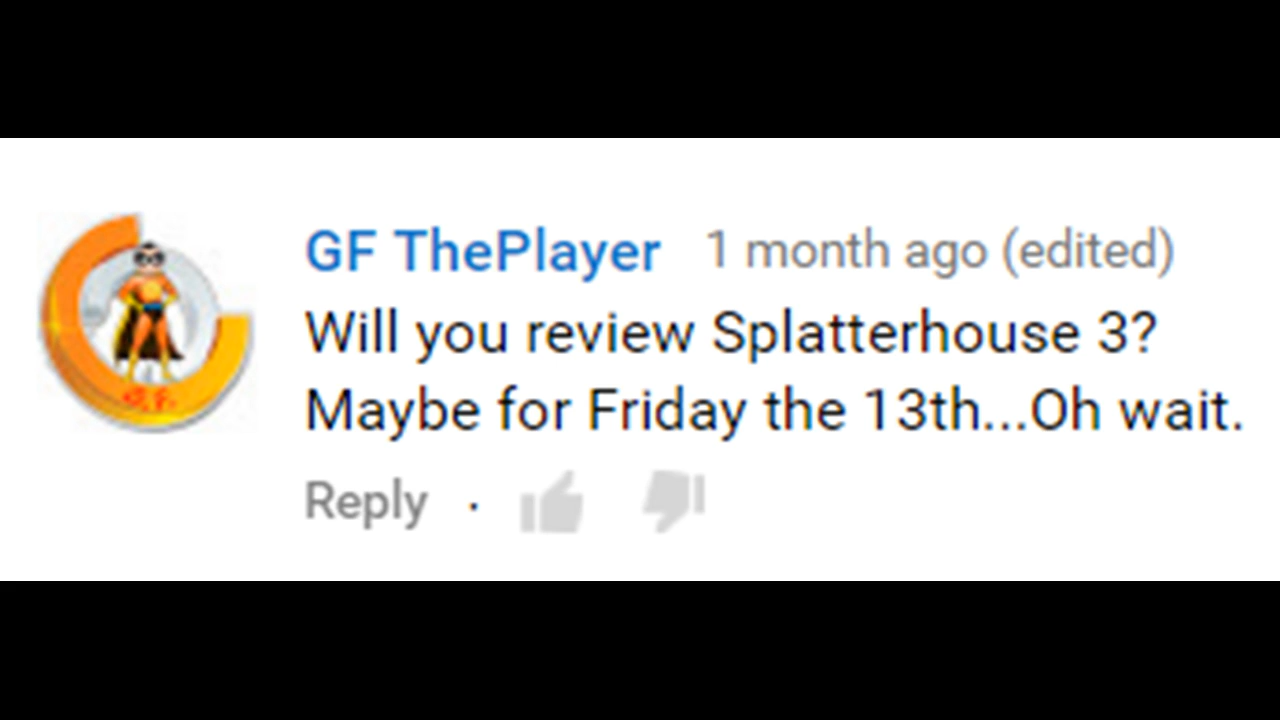 GF ThePlayer 1 month ago (edited)
Will you review Splatterhouse 3?
Maybe for Friday the 13th...Oh wait.
Reply ·